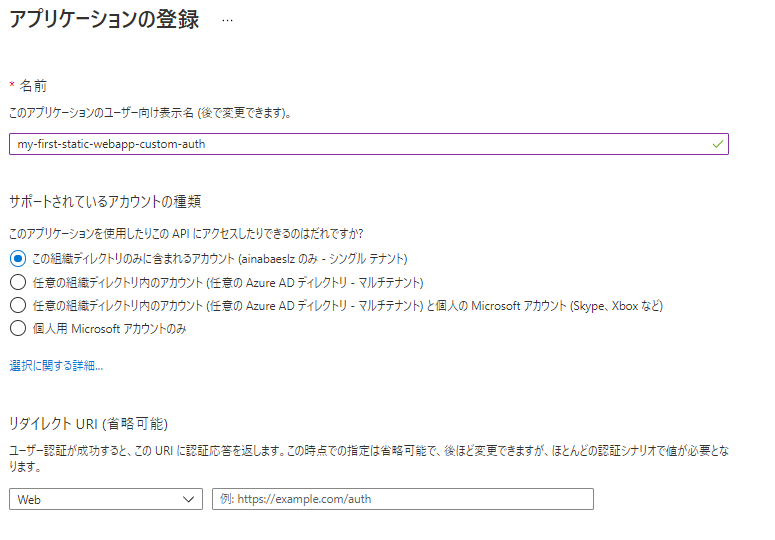 アプリケーションの登録 …
* 名前
このアプリケーションのユーザー向け表示名 (後で変更できます)。
my-first-static-webapp-custom-auth
サポートされているアカウントの種類
このアプリケーションを使用したりこの API にアクセスしたりできるのはだれですか?
この組織ディレクトリのみに含まれるアカウント (ainabaeslz のみ - シングル テナント)
任意の組織ディレクトリ内のアカウント (任意の Azure AD ディレクトリ - マルチテナント)
任意の組織ディレクトリ内のアカウント (任意の Azure AD ディレクトリ - マルチテナント) と個人の Microsoft アカウント (Skype、Xbox など)
個人用 Microsoft アカウントのみ
選択に関する詳細...
リダイレクト URI (省略可能)
ユーザー認証が成功すると、この URI に認証応答を返します。この時点での指定は省略可能で、後ほど変更できますが、ほとんどの認証シナリオで値が必要とな
ります。
Web
例: https://example.com/auth